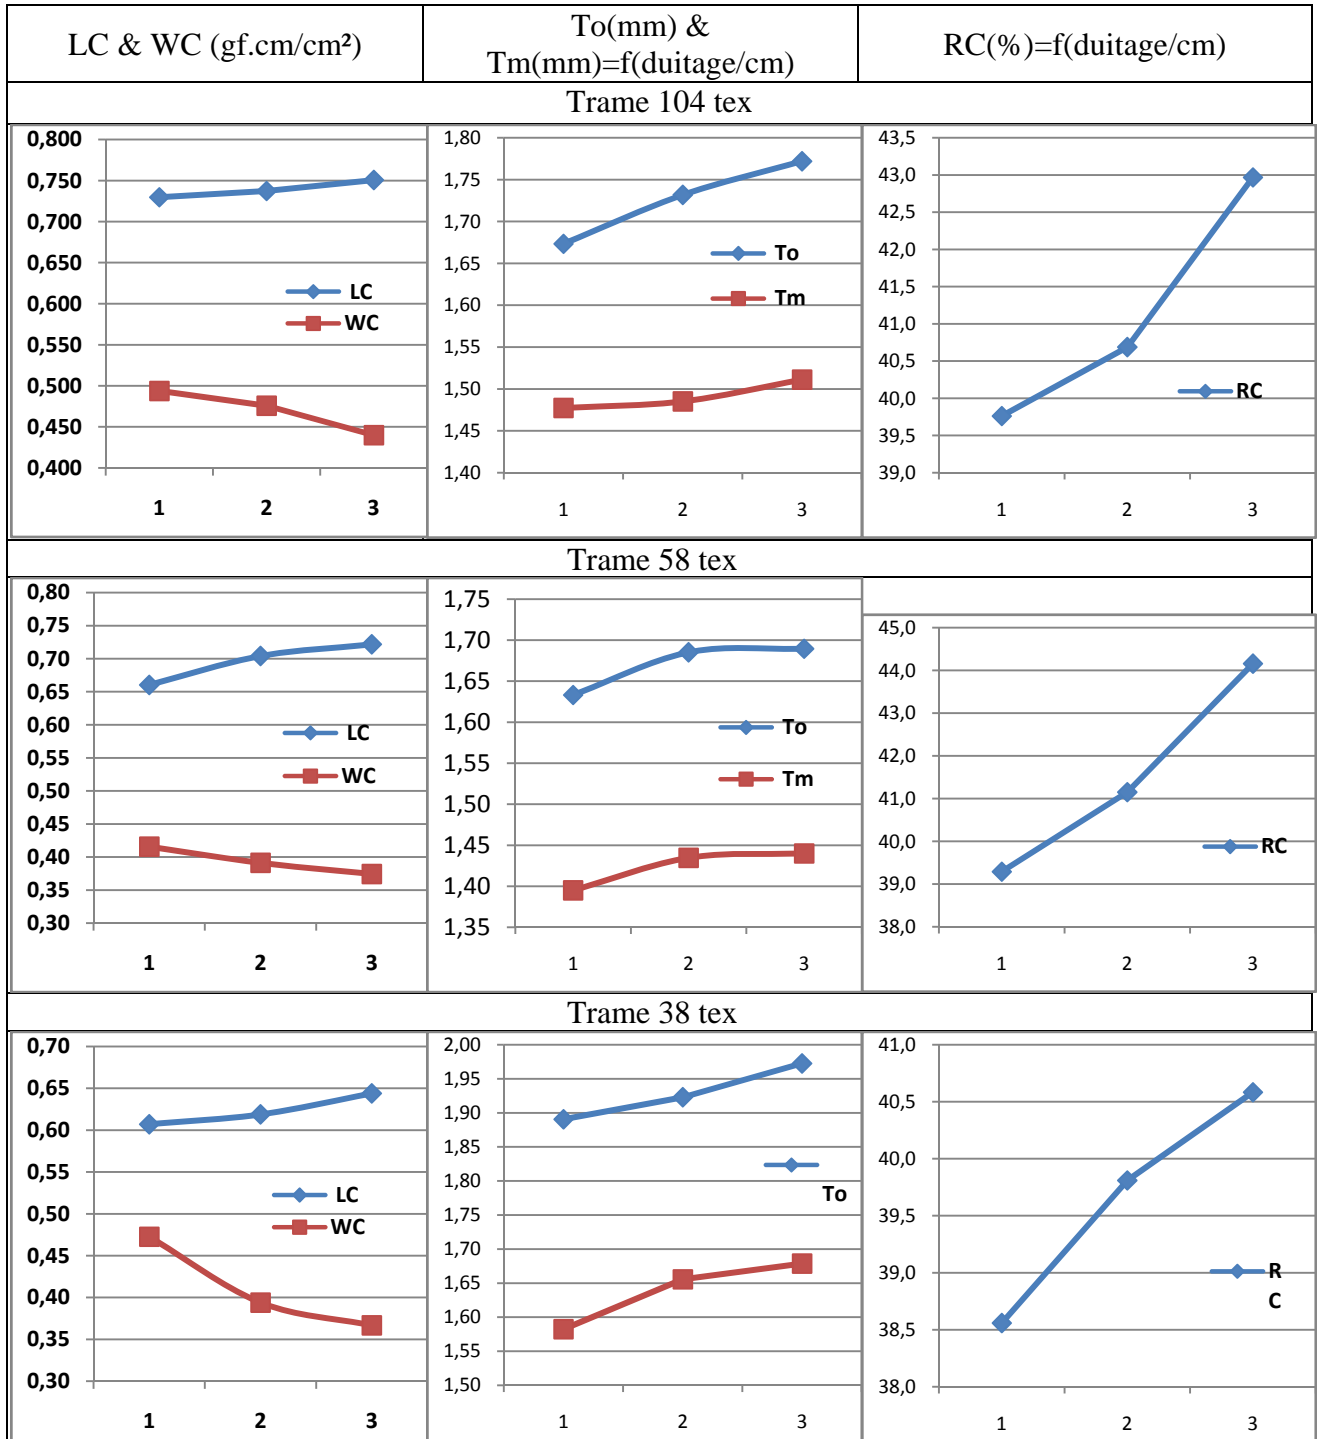 LC & WC (gf.cm/cm²)
To(mm) &
Tm(mm)=f(duitage/cm)
RC(%)=f(duitage/cm)
Trame 104 tex
0,800
0,750
0,700
0,650
0,600
0,550
0,500
0,450
0,400
LC
WC
1 2 3
1,80
1,75
1,70
1,65
1,60
1,55
1,50
1,45
1,40
To
Tm
1 2 3
43,5
43,0
42,5
42,0
41,5
41,0
40,5
40,0
39,5
39,0
RC
1 2 3
Trame 58 tex
0,80
0,75
0,70
0,65
0,60
0,55
0,50
0,45
0,40
0,35
0,30
LC
WC
1 2 3
1,75
1,70
1,65
1,60
1,55
1,50
1,45
1,40
1,35
To
Tm
1 2 3
45,0
44,0
43,0
42,0
41,0
40,0
39,0
38,0
RC
1 2 3
Trame 38 tex
0,70
0,65
0,60
0,55
0,50
0,45
0,40
0,35
0,30
LC
WC
1 2 3
2,00
1,95
1,90
1,85
1,80
1,75
1,70
1,65
1,60
1,55
1,50
To
1 2 3
41,0
40,5
40,0
39,5
39,0
38,5
38,0
R
C
1 2 3